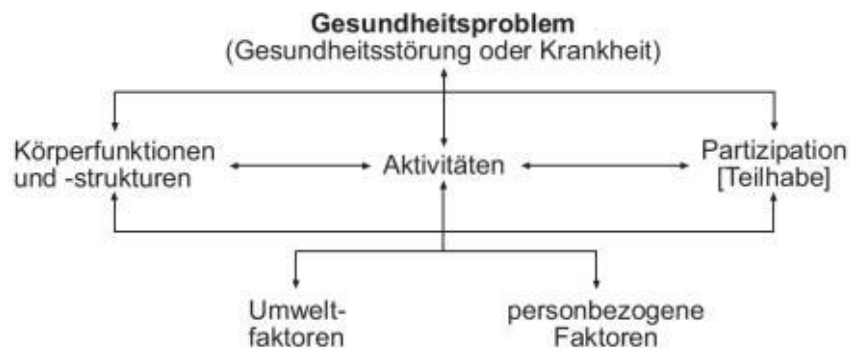 Gesundheitsproblem
(Gesundheitsstörung oder Krankheit)
Körperfunktionen
und -strukturen
Aktivitäten
Partizipation
[Teilhabe]
Umwelt-
faktoren
personbezogene
Faktoren